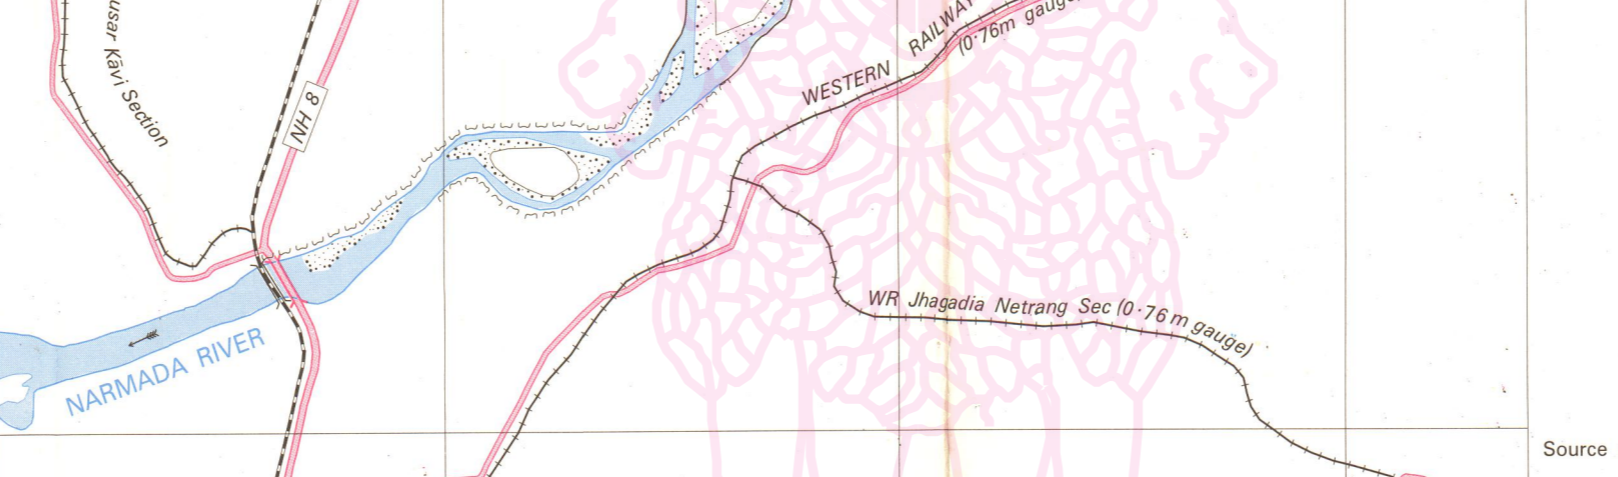 usar Kāvi Section
NH 8
WESTERN RAILWAY
(0·76m gauge)
WR Jhagadia Netrang Sec (0·76 m gauge)
NARMADA RIVER
Source